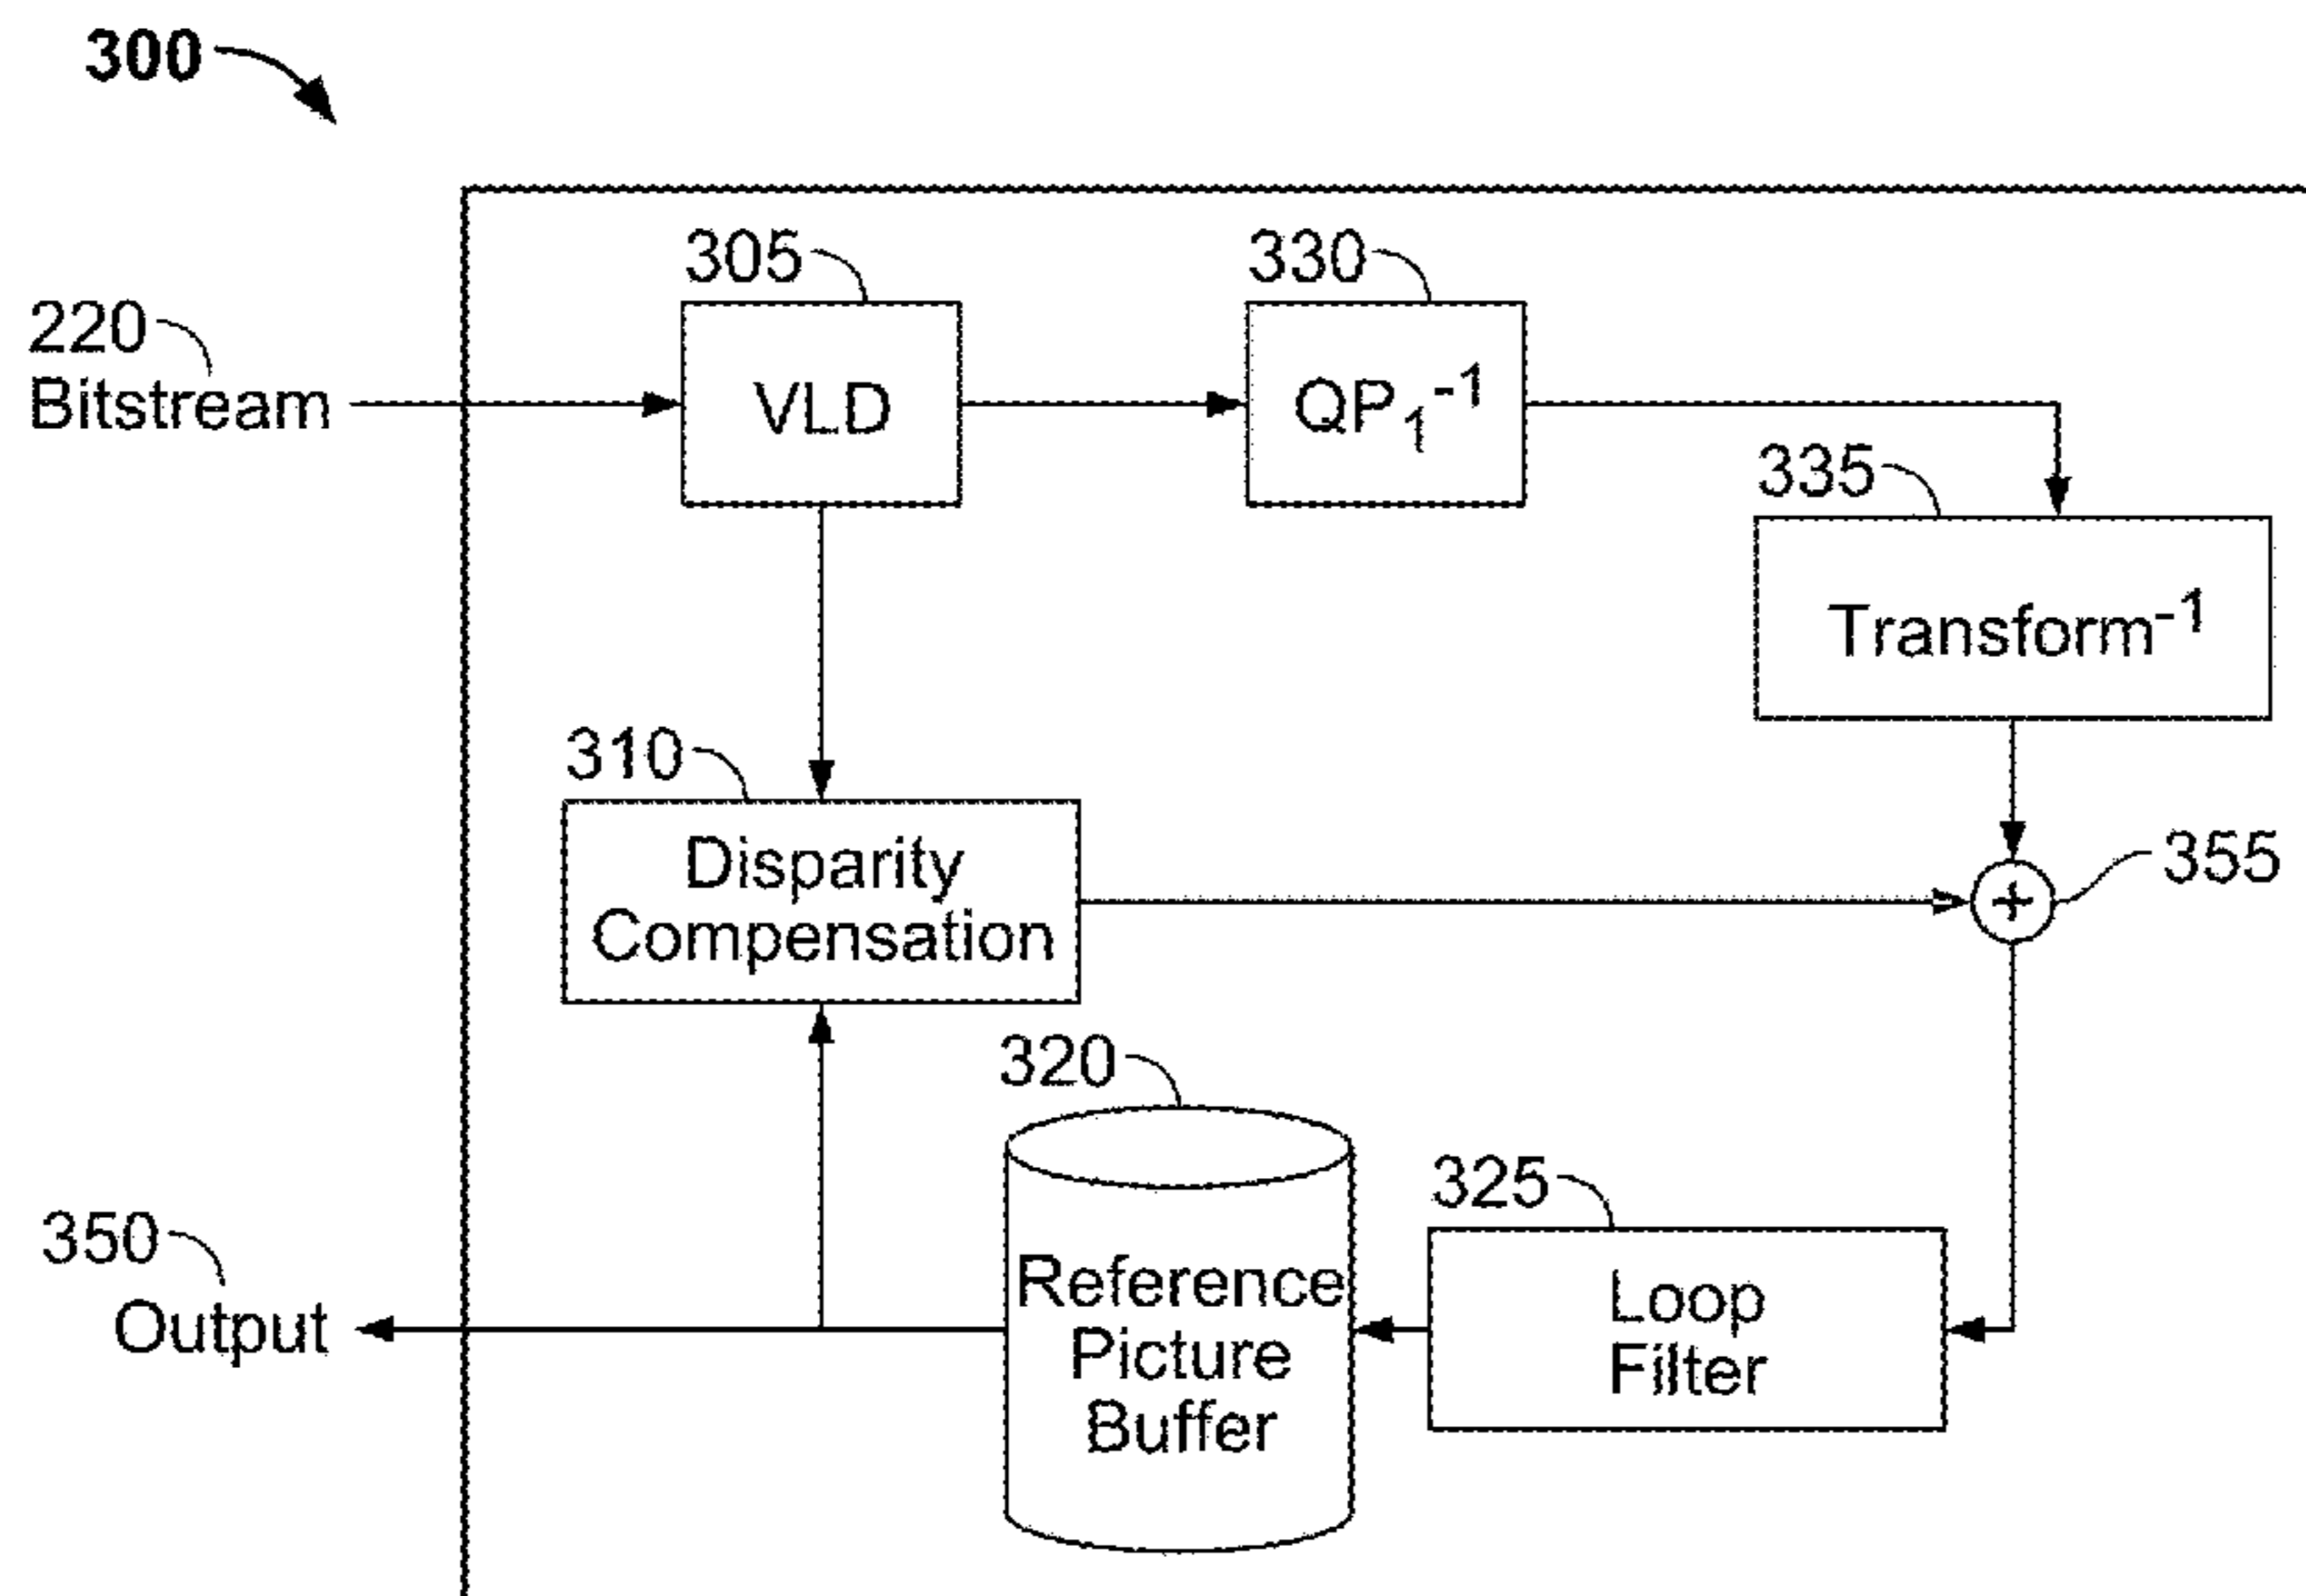 300
305
330
220
Bitstream
VLD
QP₁⁻¹
335
Transform⁻¹
310
Disparity
Compensation
+
355
320
325
350
Output
Reference
Picture
Buffer
Loop
Filter